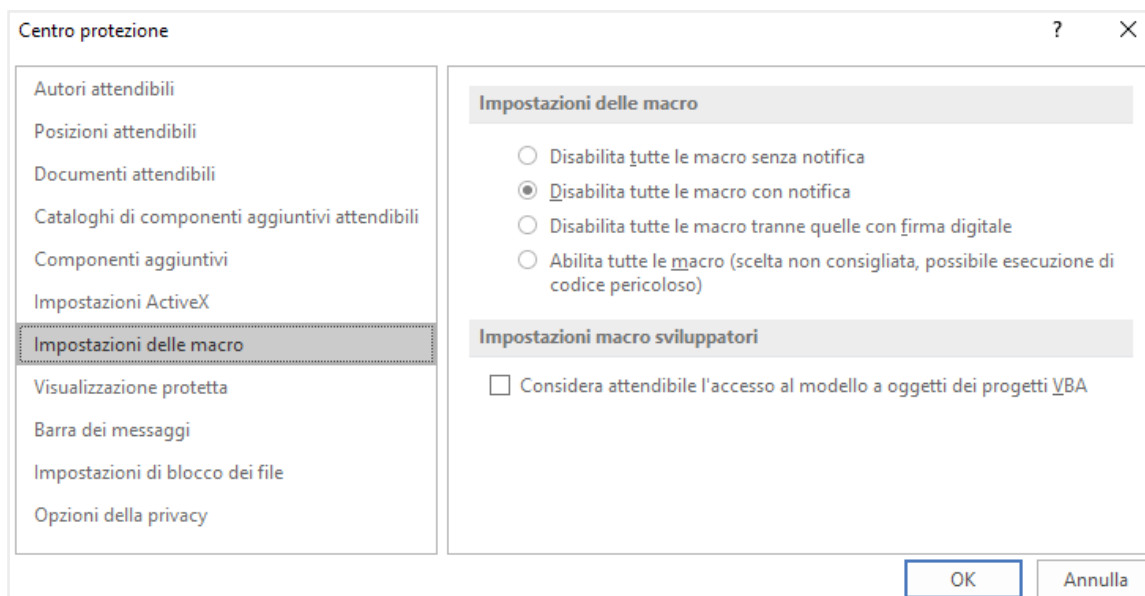 Centro protezione
?
Autori attendibili
Posizioni attendibili
Documenti attendibili
Cataloghi di componenti aggiuntivi attendibili
Componenti aggiuntivi
Impostazioni ActiveX
Impostazioni delle macro
Visualizzazione protetta
Barra dei messaggi
Impostazioni di blocco dei file
Opzioni della privacy
Impostazioni delle macro
Disabilita tutte le macro senza notifica
Disabilita tutte le macro con notifica
Disabilita tutte le macro tranne quelle con firma digitale
Abilita tutte le macro (scelta non consigliata, possibile esecuzione di
codice pericoloso)
Impostazioni macro sviluppatori
Considera attendibile l'accesso al modello a oggetti dei progetti VBA
OK
Annulla